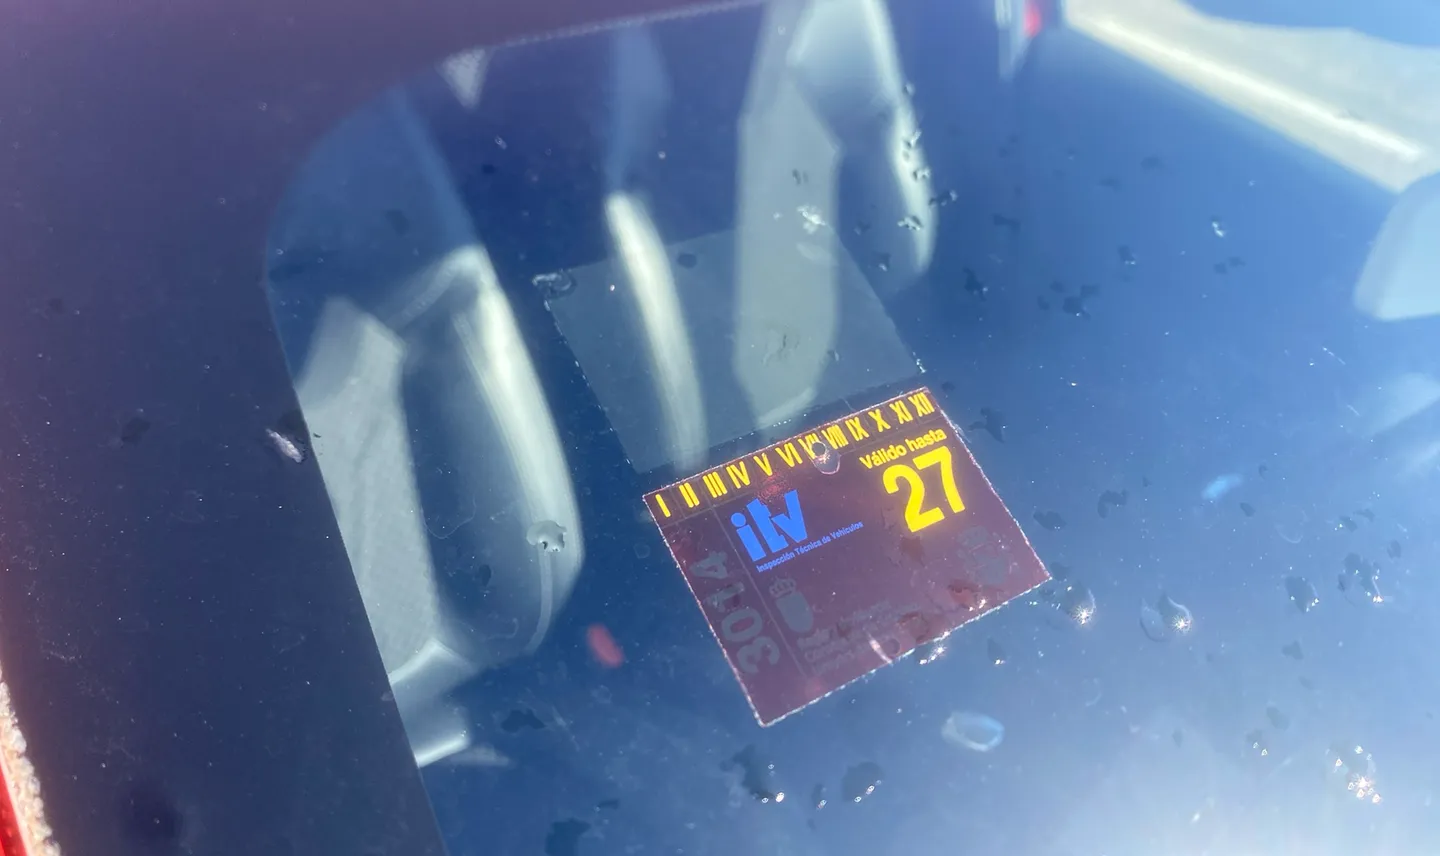 I II III IV V VI VII VIII IX X XI XII
Válido hasta
27
itv
Inspección Técnica de Vehículos
3014